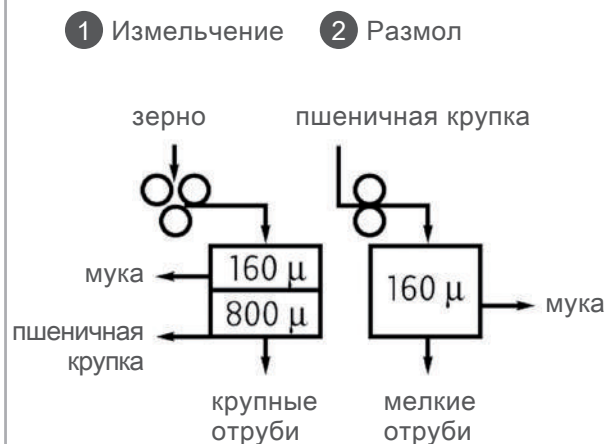 1 Измельчение 2 Размол
зерно
пшеничная крупка
160 μ
800 μ
160 μ
мука
пшеничная
крупка
мука
крупные
отруби
мелкие
отруби